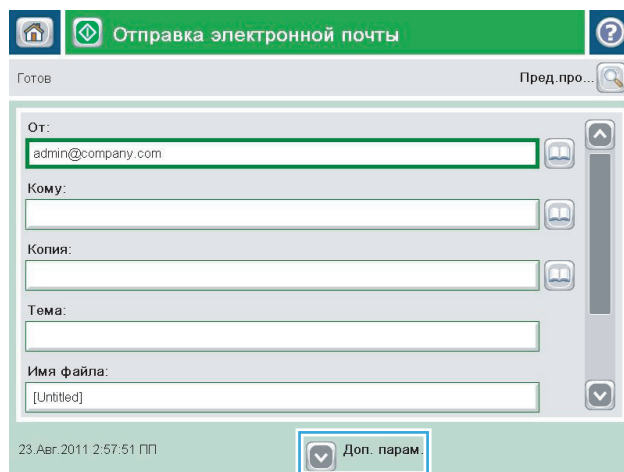 Отправка электронной почты
Готов
Пред.про...
От:
admin@company.com
Кому:
Копия:
Тема:
Имя файла:
[Untitled]
23.Авг.2011 2:57:51 ПП
Доп. парам.